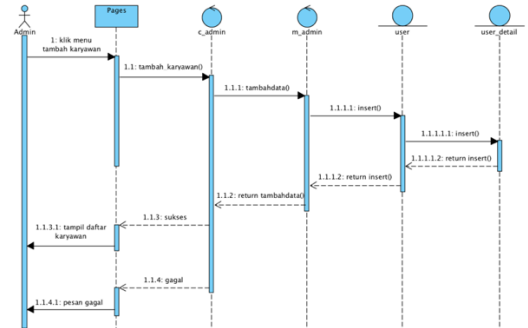 Pages
Admin
c_admin
m_admin
user
user_detail
1: klik menu
tambah karyawan
1.1: tambah_karyawan()
1.1.1: tambahdata()
1.1.1.1: insert()
1.1.1.1.1: insert()
1.1.1.1.2: return insert()
1.1.1.2: return insert()
1.1.2: return tambahdata()
1.1.3: sukses
1.1.3.1: tampil daftar
karyawan
1.1.4: gagal
1.1.4.1: pesan gagal